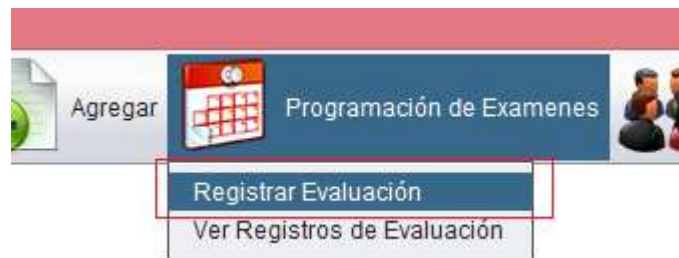 Agregar
Programación de Examenes
Registrar Evaluación
Ver Registros de Evaluación